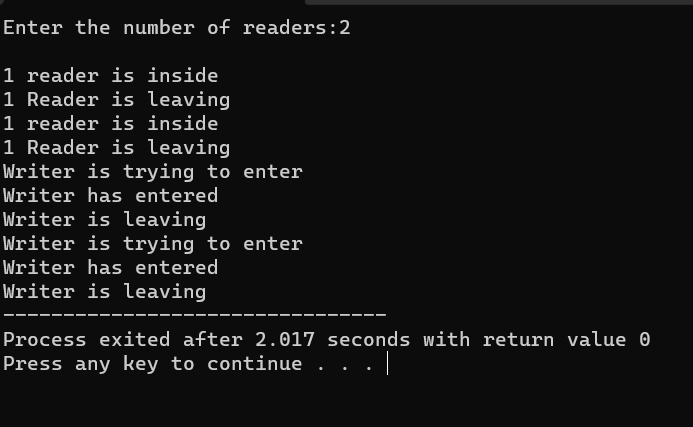 Enter the number of readers:2
1 reader is inside
1 Reader is leaving
1 reader is inside
1 Reader is leaving
Writer is trying to enter
Writer has entered
Writer is leaving
Writer is trying to enter
Writer has entered
Writer is leaving
--------------------------------
Process exited after 2.017 seconds with return value 0
Press any key to continue . . .